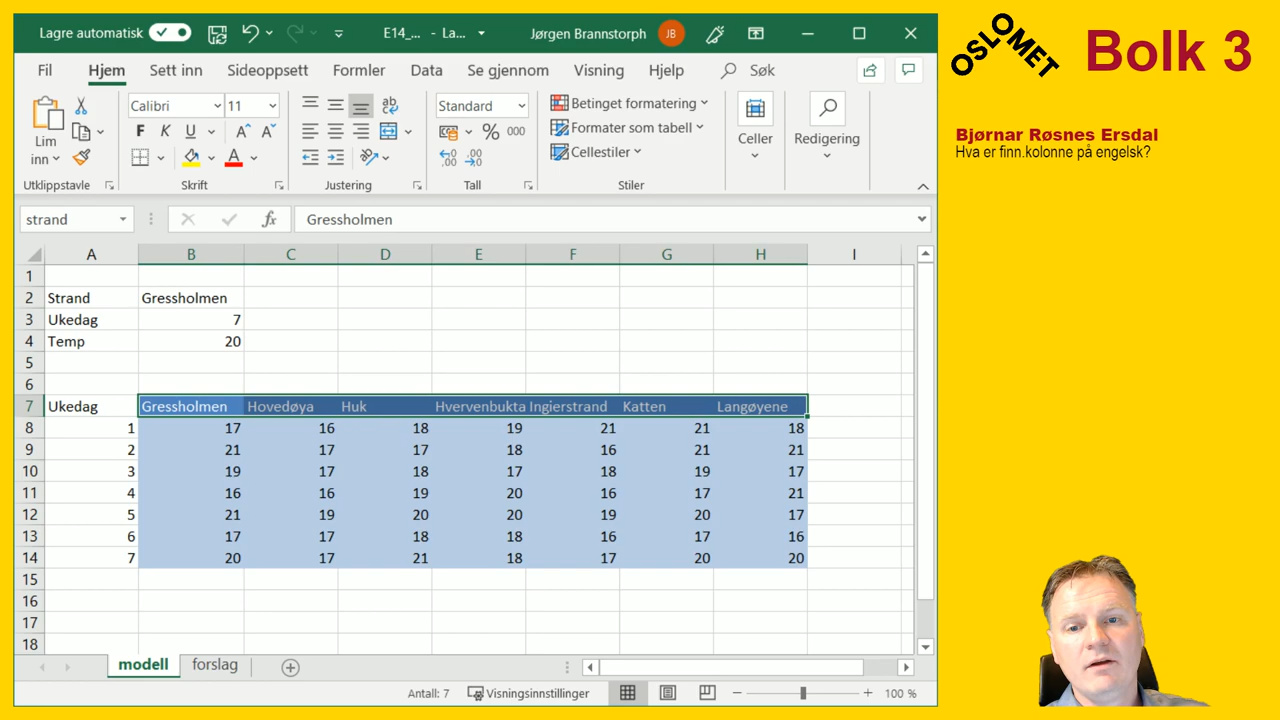 Lagre automatisk E14_... - La... Jørgen Brannstorph JB
OSLOMET
Bolk 3
Fil Hjem Sett inn Sideoppsett Formler Data Se gjennom Visning Hjelp Søk
Calibri 11
Standard
Betinget formatering
Formater som tabell
Cellestiler
Lim inn
F K U A A
A
ab
% 000
Celler
Redigering
Utklippstavle Skrift Justering Tall Stiler
Bjørnar Røsnes Ersdal
Hva er finn.kolonne på engelsk?
strand fx Gressholmen
A B C D E F G H I
1
2 Strand Gressholmen
3 Ukedag 7
4 Temp 20
5
6
7 Ukedag Gressholmen Hovedøya Huk Hvervenbukta Ingierstrand Katten Langøyene
8 1 17 16 18 19 21 21 18
9 2 21 17 17 18 16 21 21
10 3 19 17 18 17 18 19 17
11 4 16 16 19 20 16 17 21
12 5 21 19 20 20 19 20 17
13 6 17 17 18 18 16 17 16
14 7 20 17 21 18 17 20 20
15
16
17
18
modell forslag
Antall: 7 Visningsinnstillinger 100 %